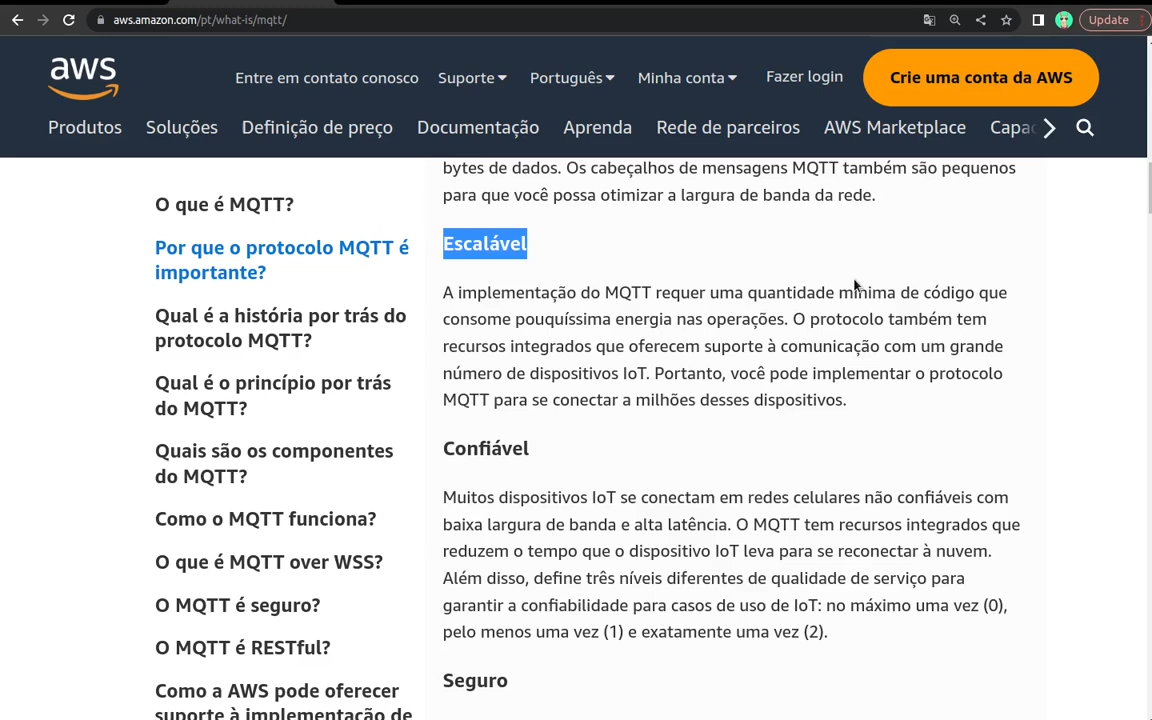 aws.amazon.com/pt/what-is/mqtt/
Update
aws
Entre em contato conosco
Suporte
Português
Minha conta
Fazer login
Crie uma conta da AWS
Produtos
Soluções
Definição de preço
Documentação
Aprenda
Rede de parceiros
AWS Marketplace
Capac
O que é MQTT?
Por que o protocolo MQTT é
importante?
Qual é a história por trás do
protocolo MQTT?
Qual é o princípio por trás
do MQTT?
Quais são os componentes
do MQTT?
Como o MQTT funciona?
O que é MQTT over WSS?
O MQTT é seguro?
O MQTT é RESTful?
Como a AWS pode oferecer
suporte à implementação de
bytes de dados. Os cabeçalhos de mensagens MQTT também são pequenos
para que você possa otimizar a largura de banda da rede.
Escalável
A implementação do MQTT requer uma quantidade mínima de código que
consome pouquíssima energia nas operações. O protocolo também tem
recursos integrados que oferecem suporte à comunicação com um grande
número de dispositivos IoT. Portanto, você pode implementar o protocolo
MQTT para se conectar a milhões desses dispositivos.
Confiável
Muitos dispositivos IoT se conectam em redes celulares não confiáveis com
baixa largura de banda e alta latência. O MQTT tem recursos integrados que
reduzem o tempo que o dispositivo IoT leva para se reconectar à nuvem.
Além disso, define três níveis diferentes de qualidade de serviço para
garantir a confiabilidade para casos de uso de IoT: no máximo uma vez (0),
pelo menos uma vez (1) e exatamente uma vez (2).
Seguro